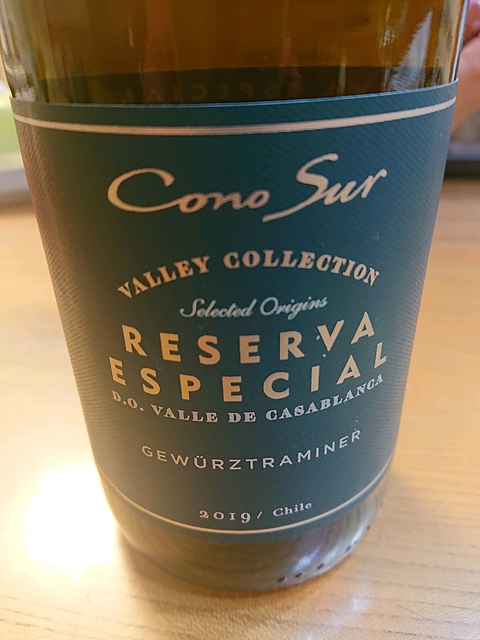 Cono Sur
VALLEY COLLECTION
Selected Origins
RESERVA
ESPECIAL
D.O. VALLE DE CASABLANCA
GEWÜRZTRAMINER
2019 / Chile